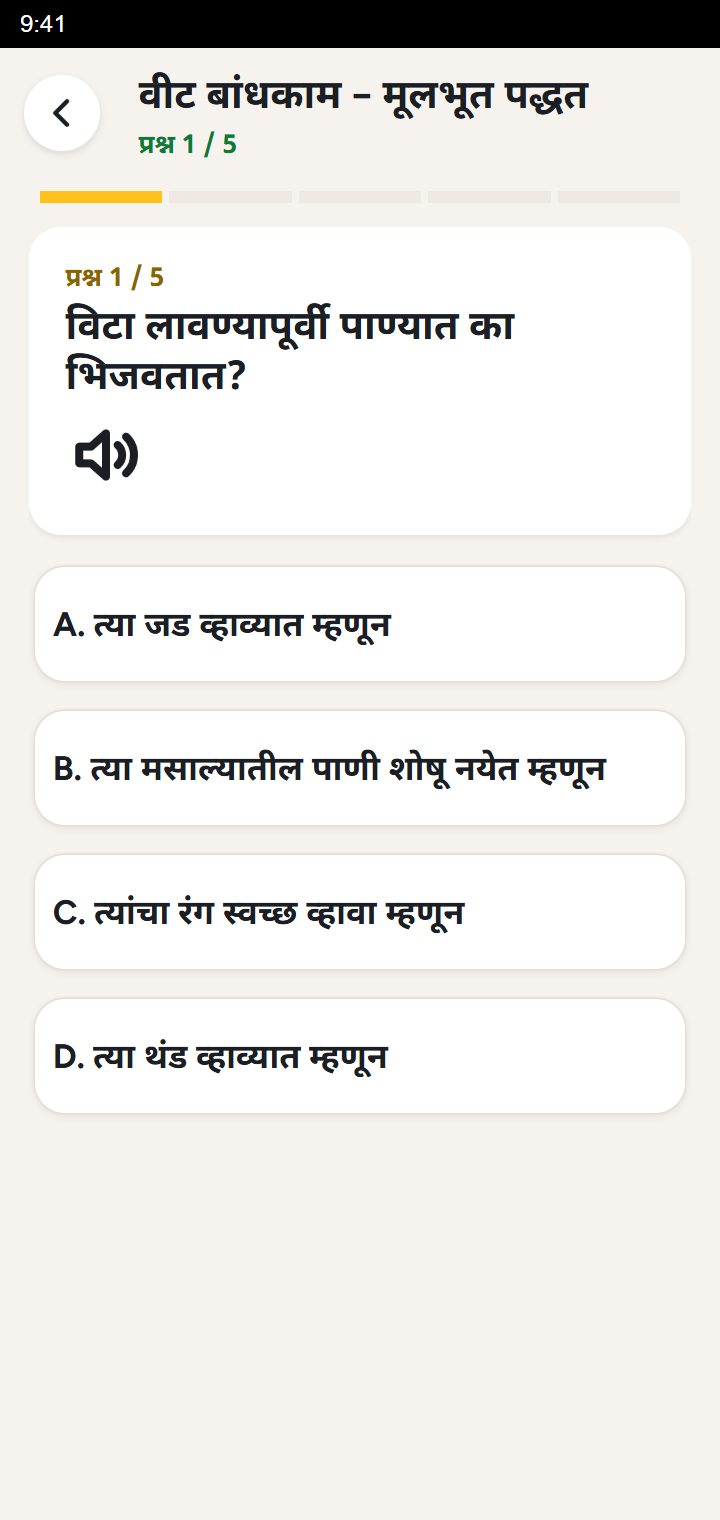 9:41
वीट बांधकाम – मूलभूत पद्धत
प्रश्न 1 / 5
प्रश्न 1 / 5
विटा लावण्यापूर्वी पाण्यात का
भिजवतात?
A. त्या जड व्हाव्यात म्हणून
B. त्या मसाल्यातील पाणी शोषू नयेत म्हणून
C. त्यांचा रंग स्वच्छ व्हावा म्हणून
D. त्या थंड व्हाव्यात म्हणून